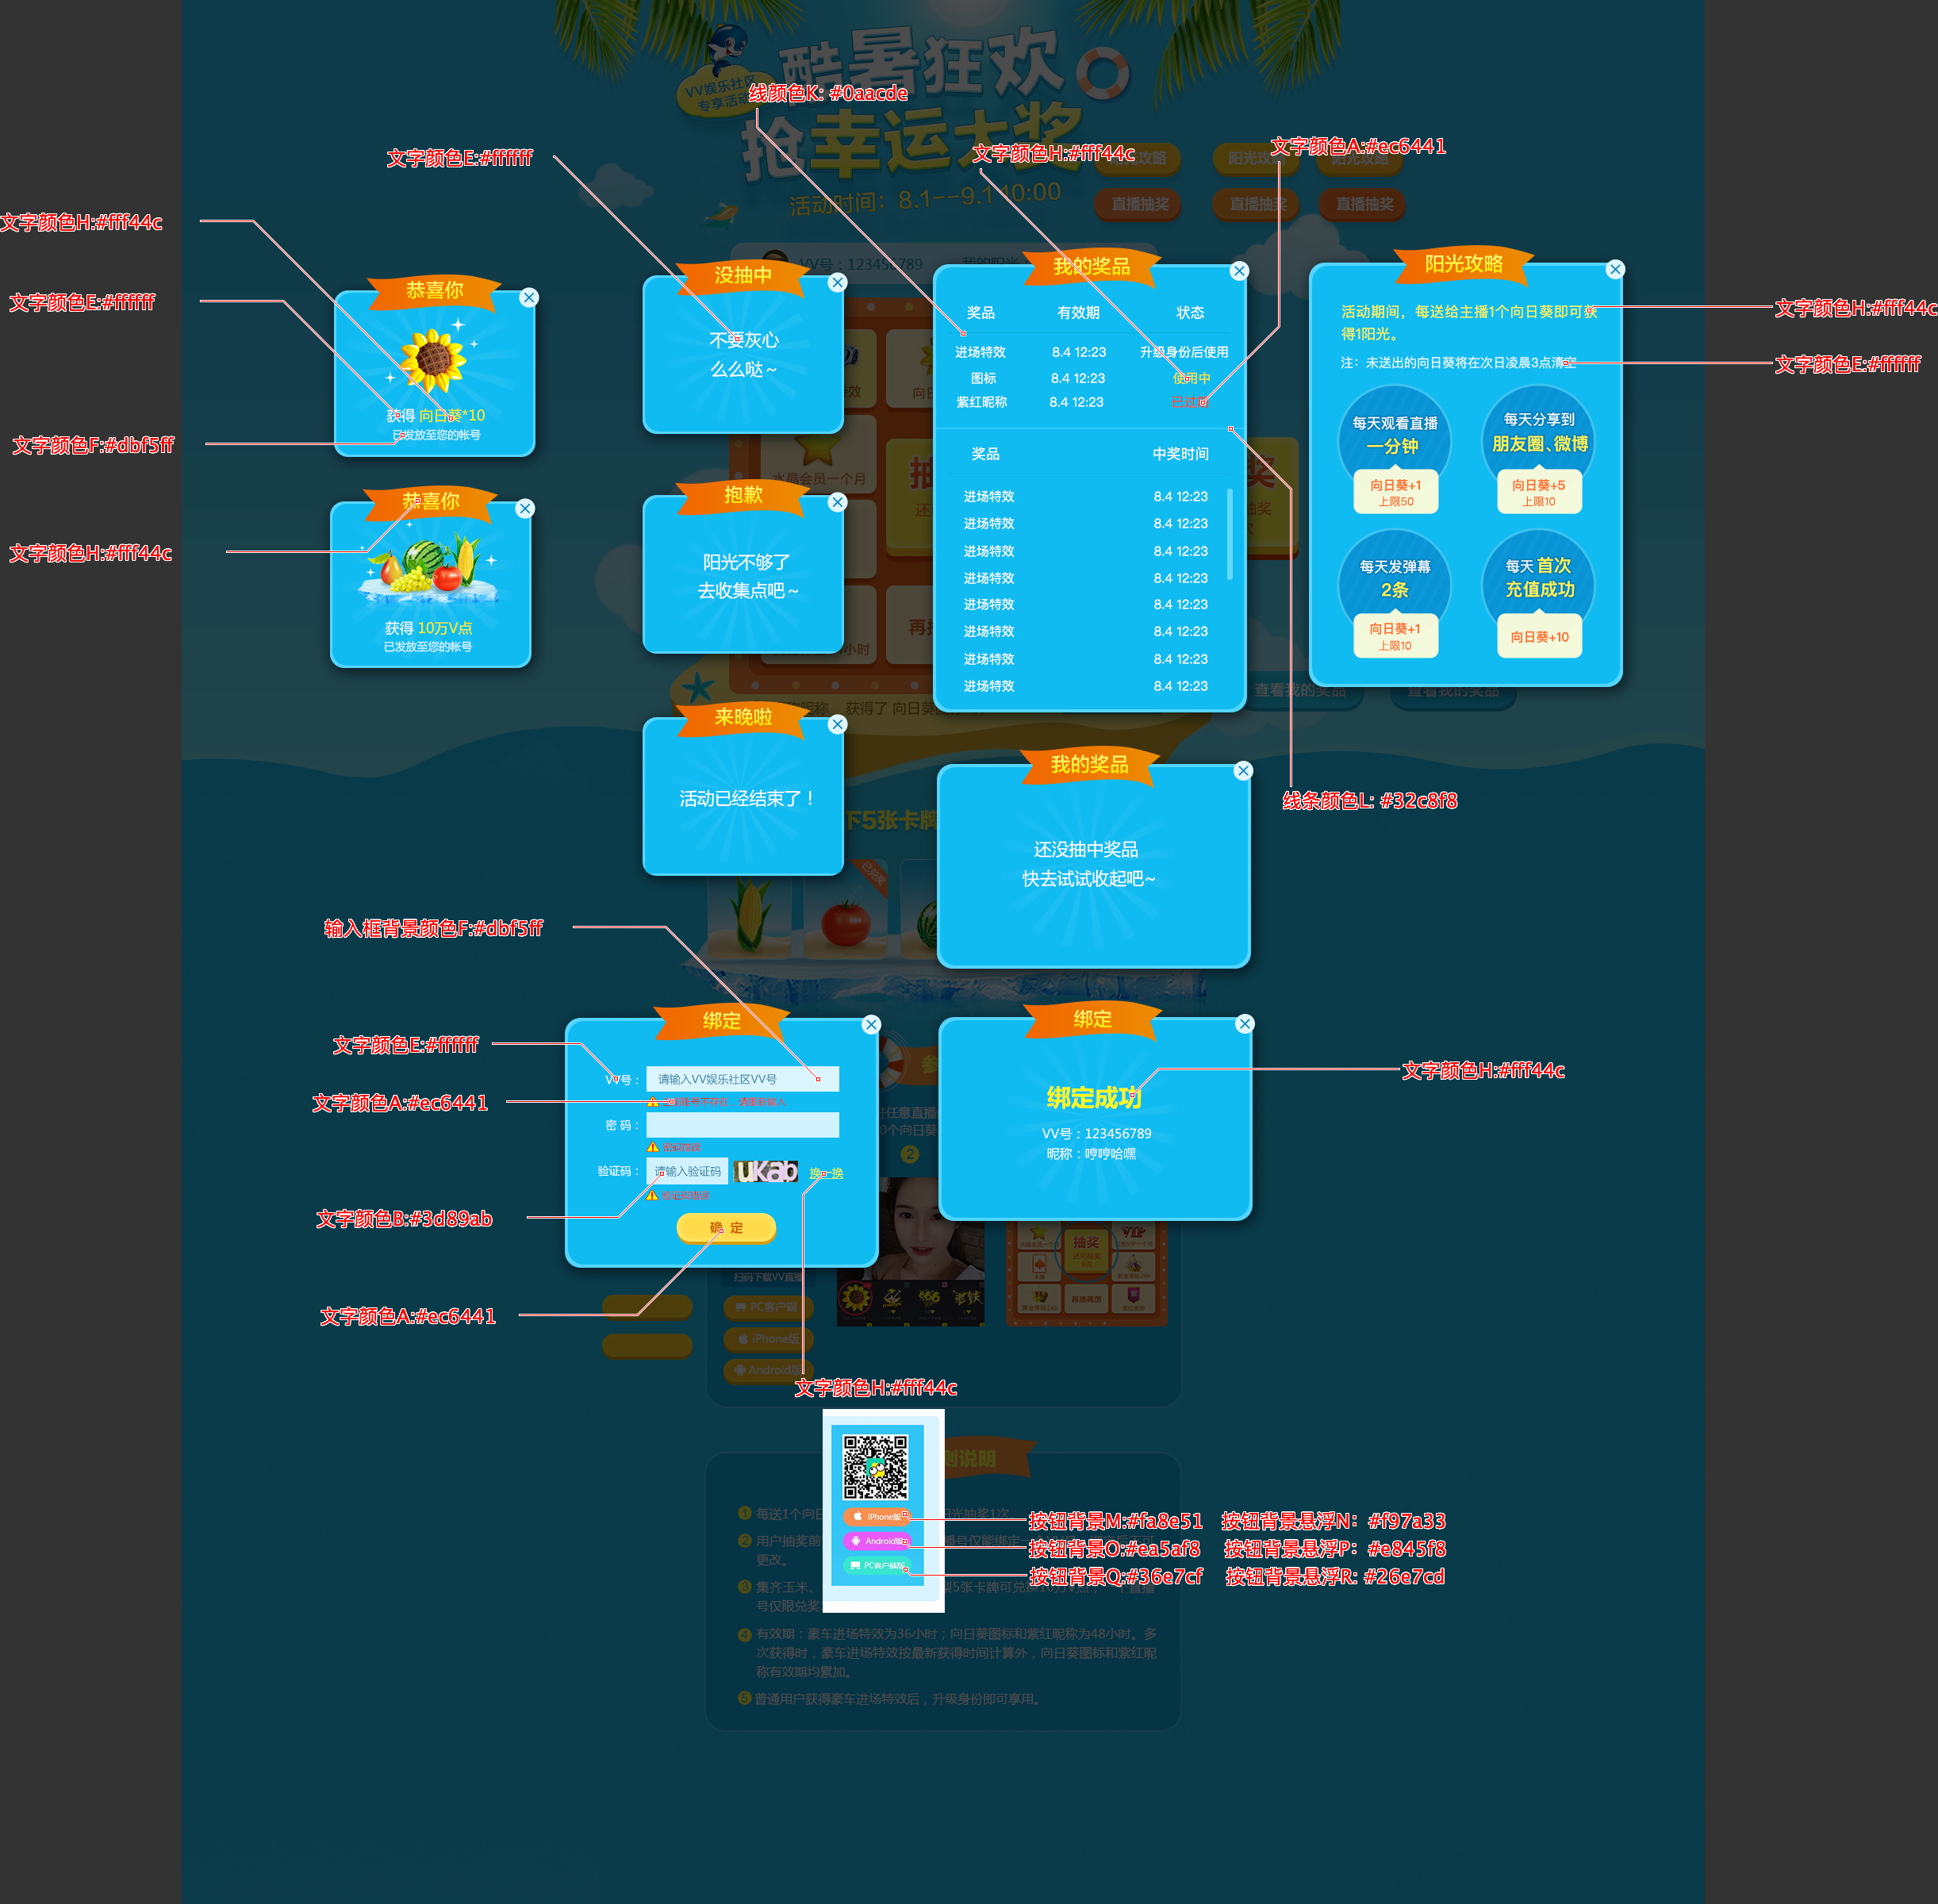 酷暑狂欢
VV娱乐社区
专享活动
抢幸运大奖
活动时间：8.1--9.1 10:00
线颜色K: #0aacde
文字颜色E:#ffffff
文字颜色H:#fff44c
文字颜色A:#ec6441
阳光攻略
直播抽奖
直播抽奖
直播抽奖
文字颜色H:#fff44c
文字颜色E:#ffffff
文字颜色F:#dbf5ff
文字颜色H:#fff44c
恭喜你
获得 向日葵*10
已发放至您的帐号
恭喜你
获得 10万V点
已发放至您的帐号
VV号：123456789
没抽中
不要灰心
么么哒～
抱歉
阳光不够了
去收集点吧～
来晚啦
活动已经结束了！
我的奖品
奖品 有效期 状态
进场特效 8.4 12:23 升级身份后使用
图标 8.4 12:23 使用中
紫红昵称 8.4 12:23 已过期
奖品 中奖时间
进场特效 8.4 12:23
进场特效 8.4 12:23
进场特效 8.4 12:23
进场特效 8.4 12:23
进场特效 8.4 12:23
进场特效 8.4 12:23
进场特效 8.4 12:23
进场特效 8.4 12:23
阳光攻略
活动期间，每送给主播1个向日葵即可获
得1阳光。
注：未送出的向日葵将在次日凌晨3点清空
文字颜色H:#fff44c
文字颜色E:#ffffff
每天观看直播
一分钟
向日葵+1
上限50
每天分享到
朋友圈、微博
向日葵+5
上限10
每天发弹幕
2条
向日葵+1
上限10
每天 首次
充值成功
向日葵+10
查看我的奖品
查看我的奖品
水晶会员一个月
线条颜色L: #32c8f8
我的奖品
还没抽中奖品
快去试试收起吧~
下5张卡牌
已兑奖
输入框背景颜色F:#dbf5ff
文字颜色E:#ffffff
文字颜色A:#ec6441
文字颜色B:#3d89ab
文字颜色A:#ec6441
绑定
VV号： 请输入VV娱乐社区VV号
密 码：
验证码： 请输入验证码 ukab 换一换
确 定
绑定
绑定成功
VV号：123456789
昵称：哼哼哈嘿
文字颜色H:#fff44c
扫码下载VV直播
PC客户端
iPhone版
Android版
抽奖
再接再厉
文字颜色H:#fff44c
iPhone版
Android版
PC客户端版
按钮背景M:#fa8e51 按钮背景悬浮N: #f97a33
按钮背景O:#ea5af8 按钮背景悬浮P: #e845f8
按钮背景Q:#36e7cf 按钮背景悬浮R: #26e7cd
则说明
1 每送1个向日
2 用户抽奖前
更改。
3 集齐玉米、
号仅限兑奖
4 有效期：豪车进场特效为36小时；向日葵图标和紫红昵称为48小时。多
次获得时，豪车进场特效按最新获得时间计算外，向日葵图标和紫红昵
称有效期均累加。
5 普通用户获得豪车进场特效后，升级身份即可享用。